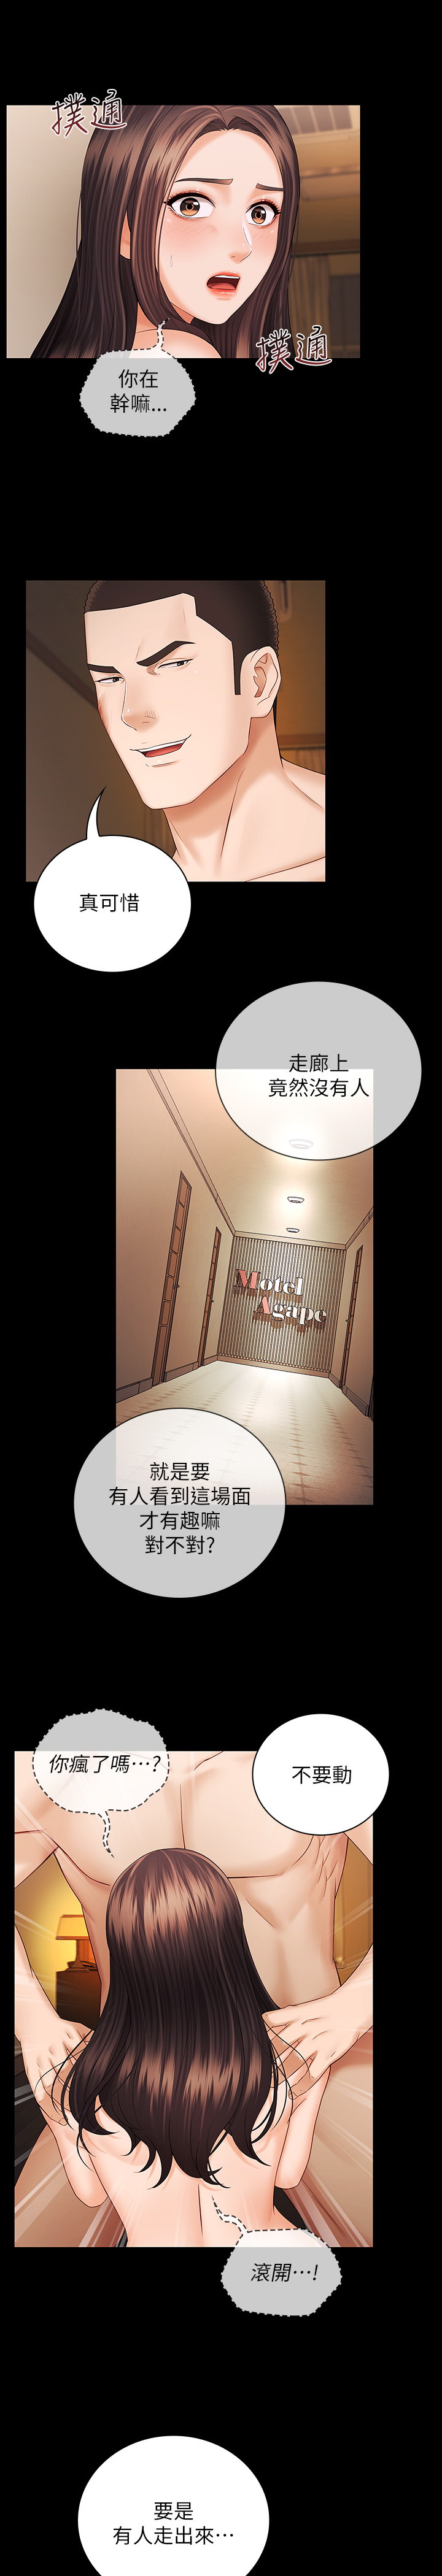 撲通
撲通
你在
幹嘛…
真可惜
走廊上
竟然沒有人
Motel
Agape
就是要
有人看到這場面
才有趣嘛
對不對?
你瘋了嗎…?
不要動
滾開…!
要是
有人走出來…